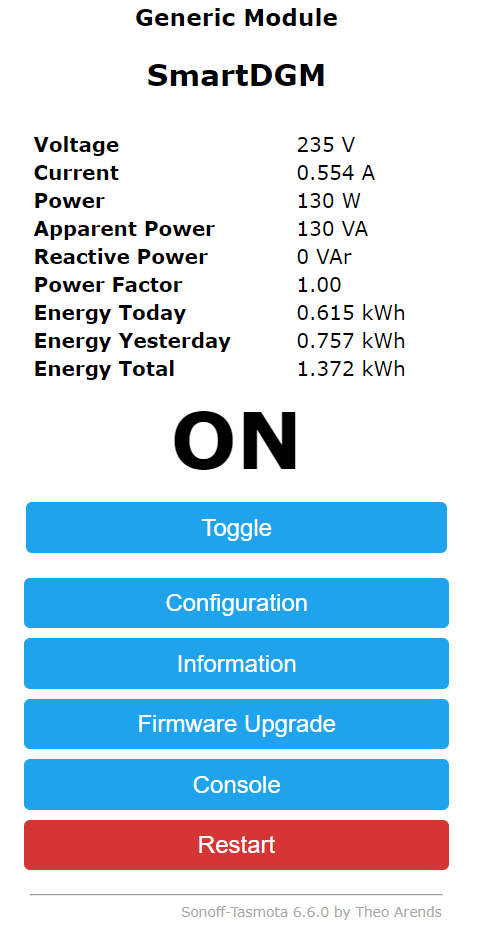 Generic Module
SmartDGM
Voltage 235 V
Current 0.554 A
Power 130 W
Apparent Power 130 VA
Reactive Power 0 VAr
Power Factor 1.00
Energy Today 0.615 kWh
Energy Yesterday 0.757 kWh
Energy Total 1.372 kWh
ON
Toggle
Configuration
Information
Firmware Upgrade
Console
Restart
Sonoff-Tasmota 6.6.0 by Theo Arends